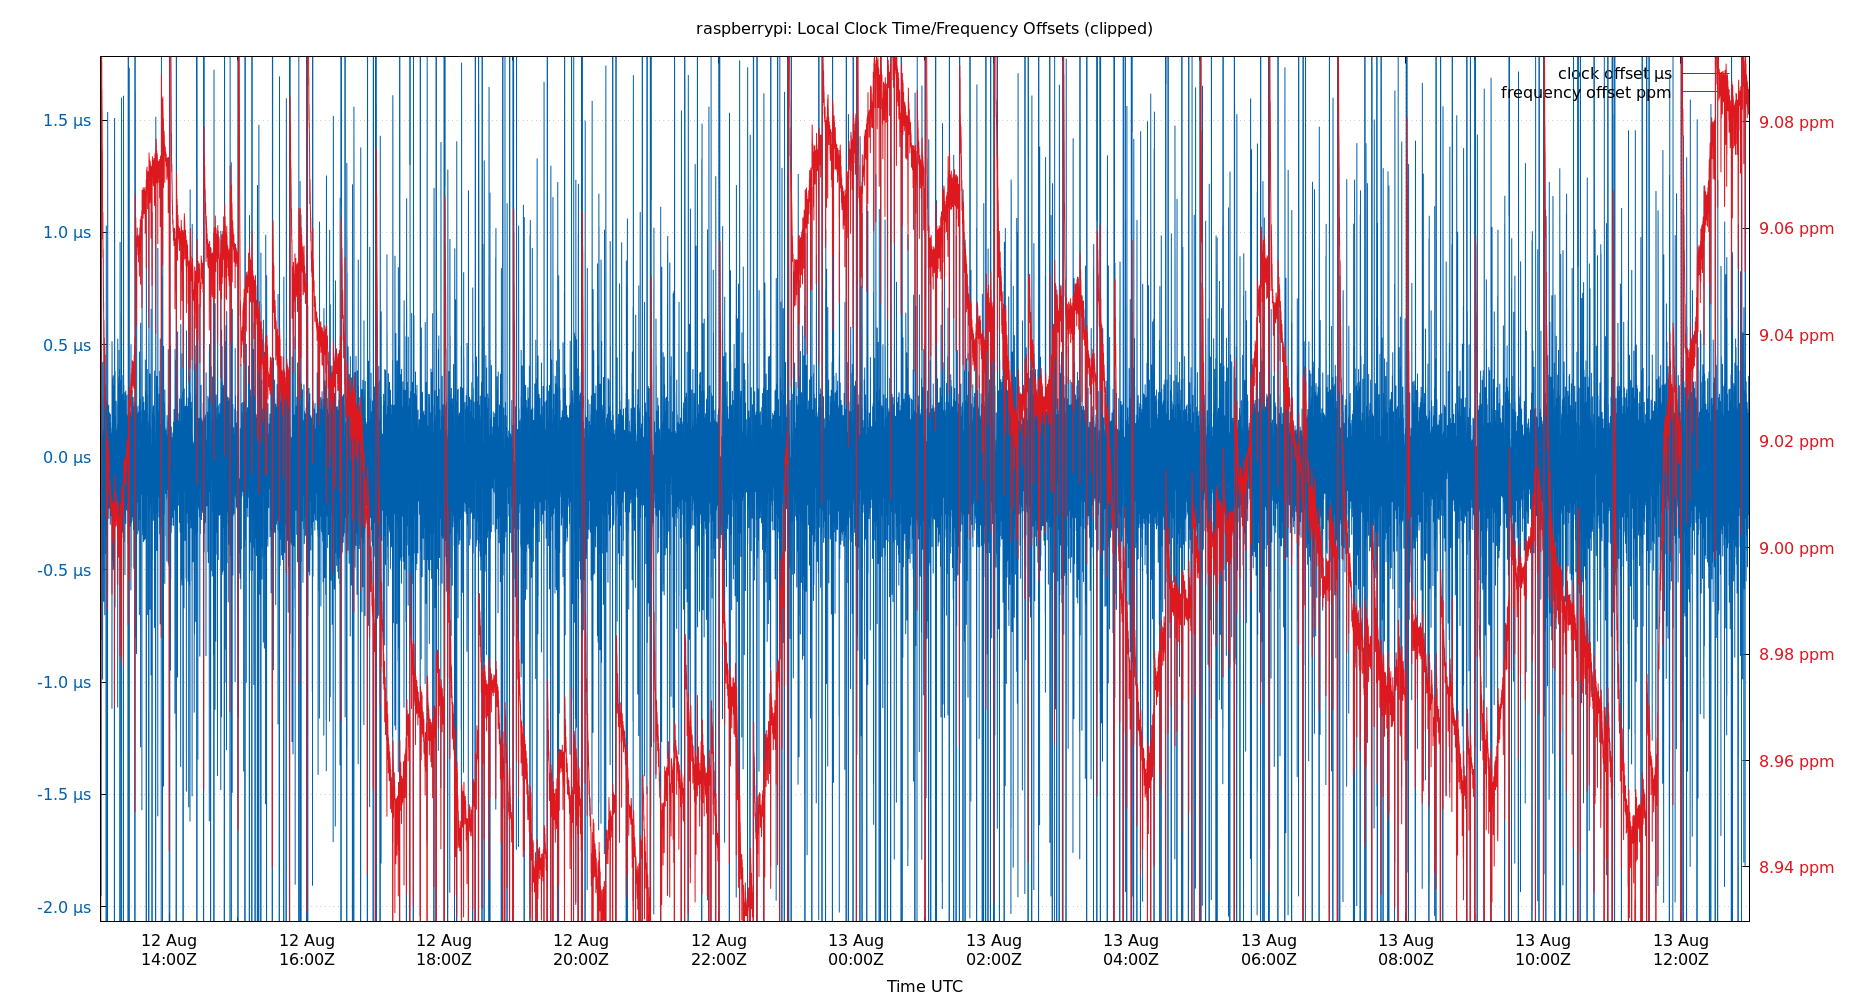 raspberrypi: Local Clock Time/Frequency Offsets (clipped)
clock offset µs
frequency offset ppm
1.5 µs
1.0 µs
0.5 µs
0.0 µs
-0.5 µs
-1.0 µs
-1.5 µs
-2.0 µs
9.08 ppm
9.06 ppm
9.04 ppm
9.02 ppm
9.00 ppm
8.98 ppm
8.96 ppm
8.94 ppm
12 Aug 12 Aug 12 Aug 12 Aug 12 Aug 13 Aug 13 Aug 13 Aug 13 Aug 13 Aug 13 Aug 13 Aug
14:00Z 16:00Z 18:00Z 20:00Z 22:00Z 00:00Z 02:00Z 04:00Z 06:00Z 08:00Z 10:00Z 12:00Z
Time UTC